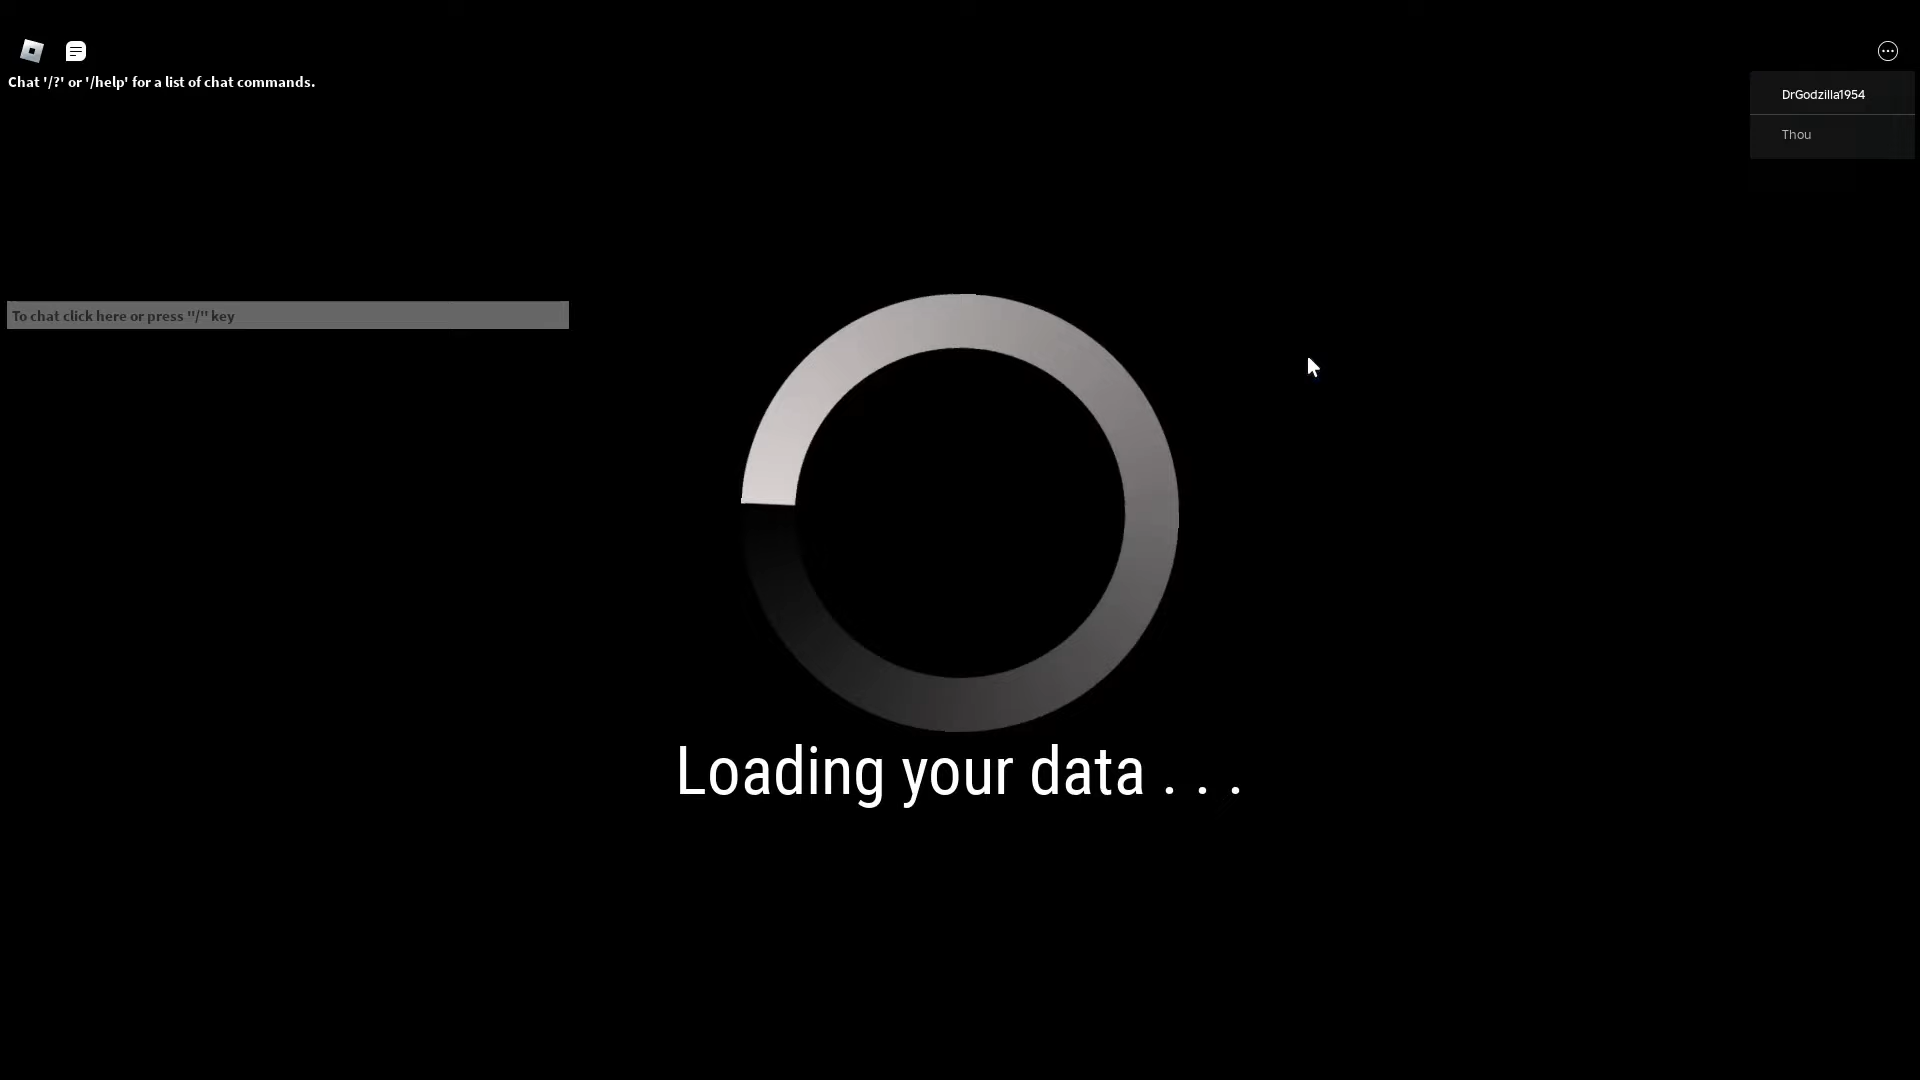 Chat '/?' or '/help' for a list of chat commands.
DrGodzilla1954
Thou
To chat click here or press "/" key
Loading your data . . .